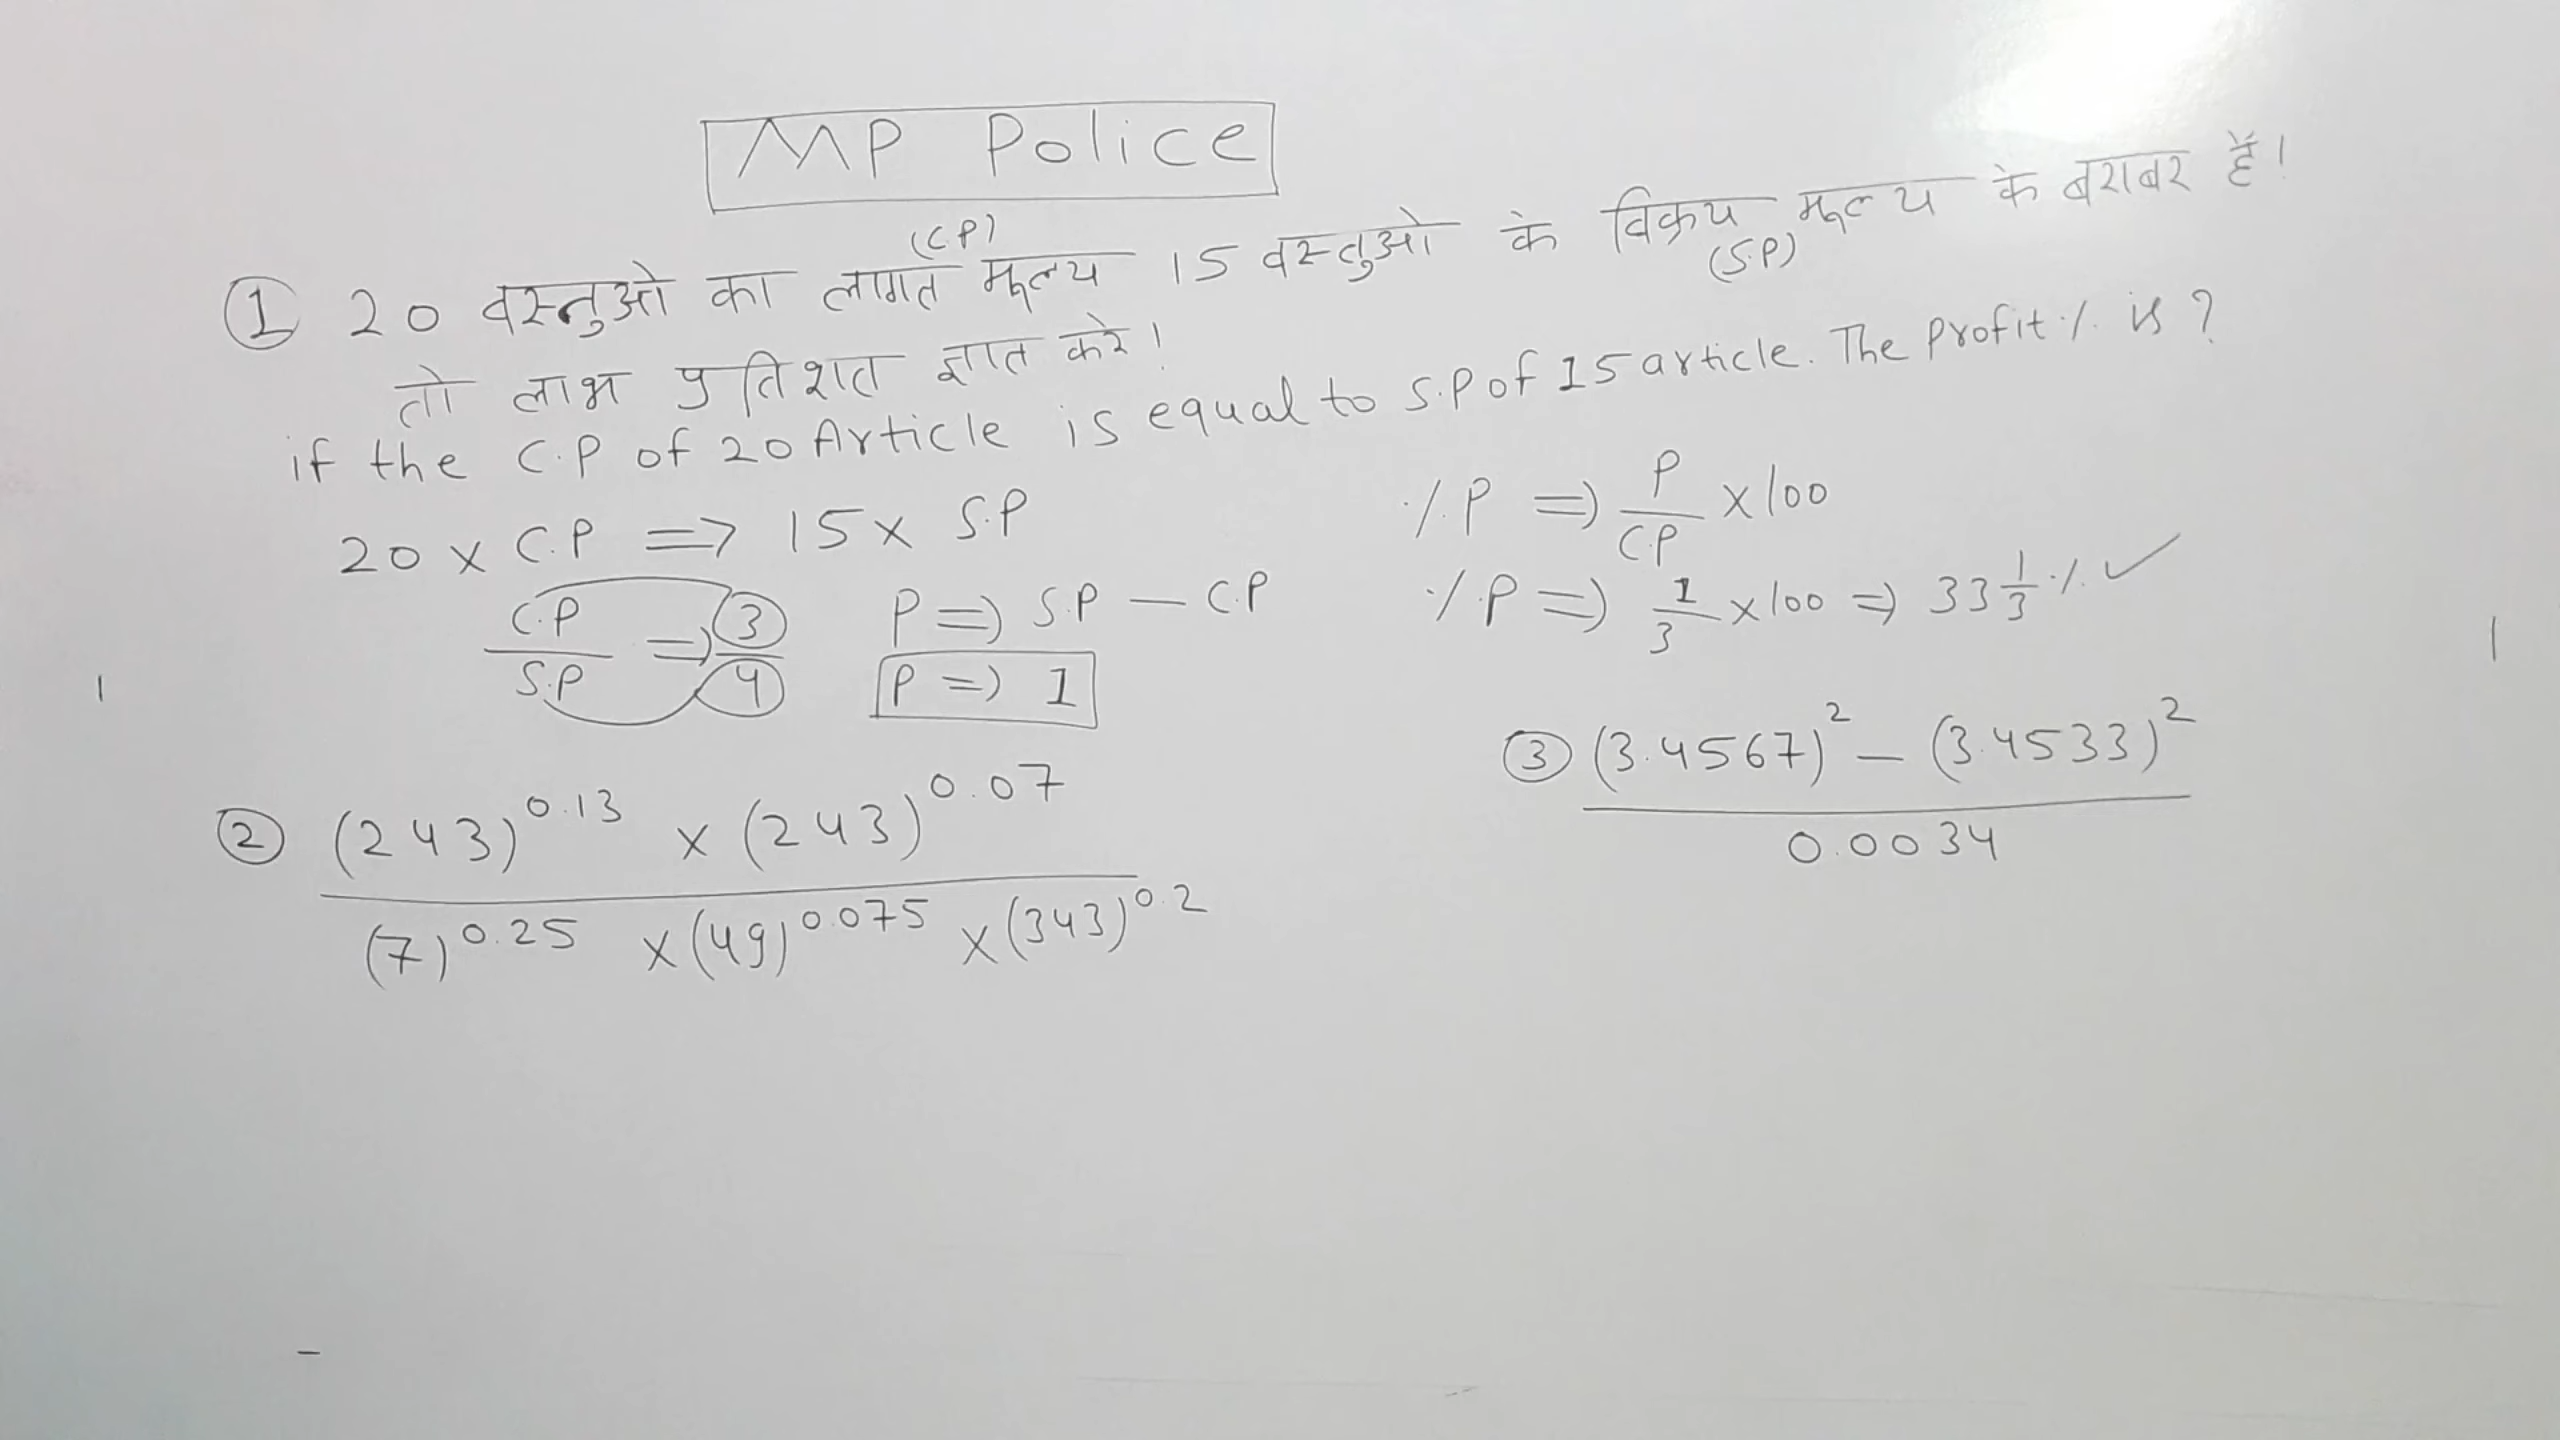 MP Police
(C.P)
① 20 वस्तुओ का लागत मूल्य 15 वस्तुओ के विक्रय मूल्य के बराबर हैं।
(S.P)
तो लाभ प्रतिशत ज्ञात करे।
if the C.P of 20 Article is equal to S.P of 15 article. The Profit % is ?
20 x C.P => 15 x S.P
C.P/S.P => 3/4
P => S.P — C.P
P => 1
% P => P/CP x 100
% P => 1/3 x 100 => 33 1/3 % ✓
② (243)^0.13 x (243)^0.07
(7)^0.25 x (49)^0.075 x (343)^0.2
③ (3.4567)^2 — (3.4533)^2
0.0034